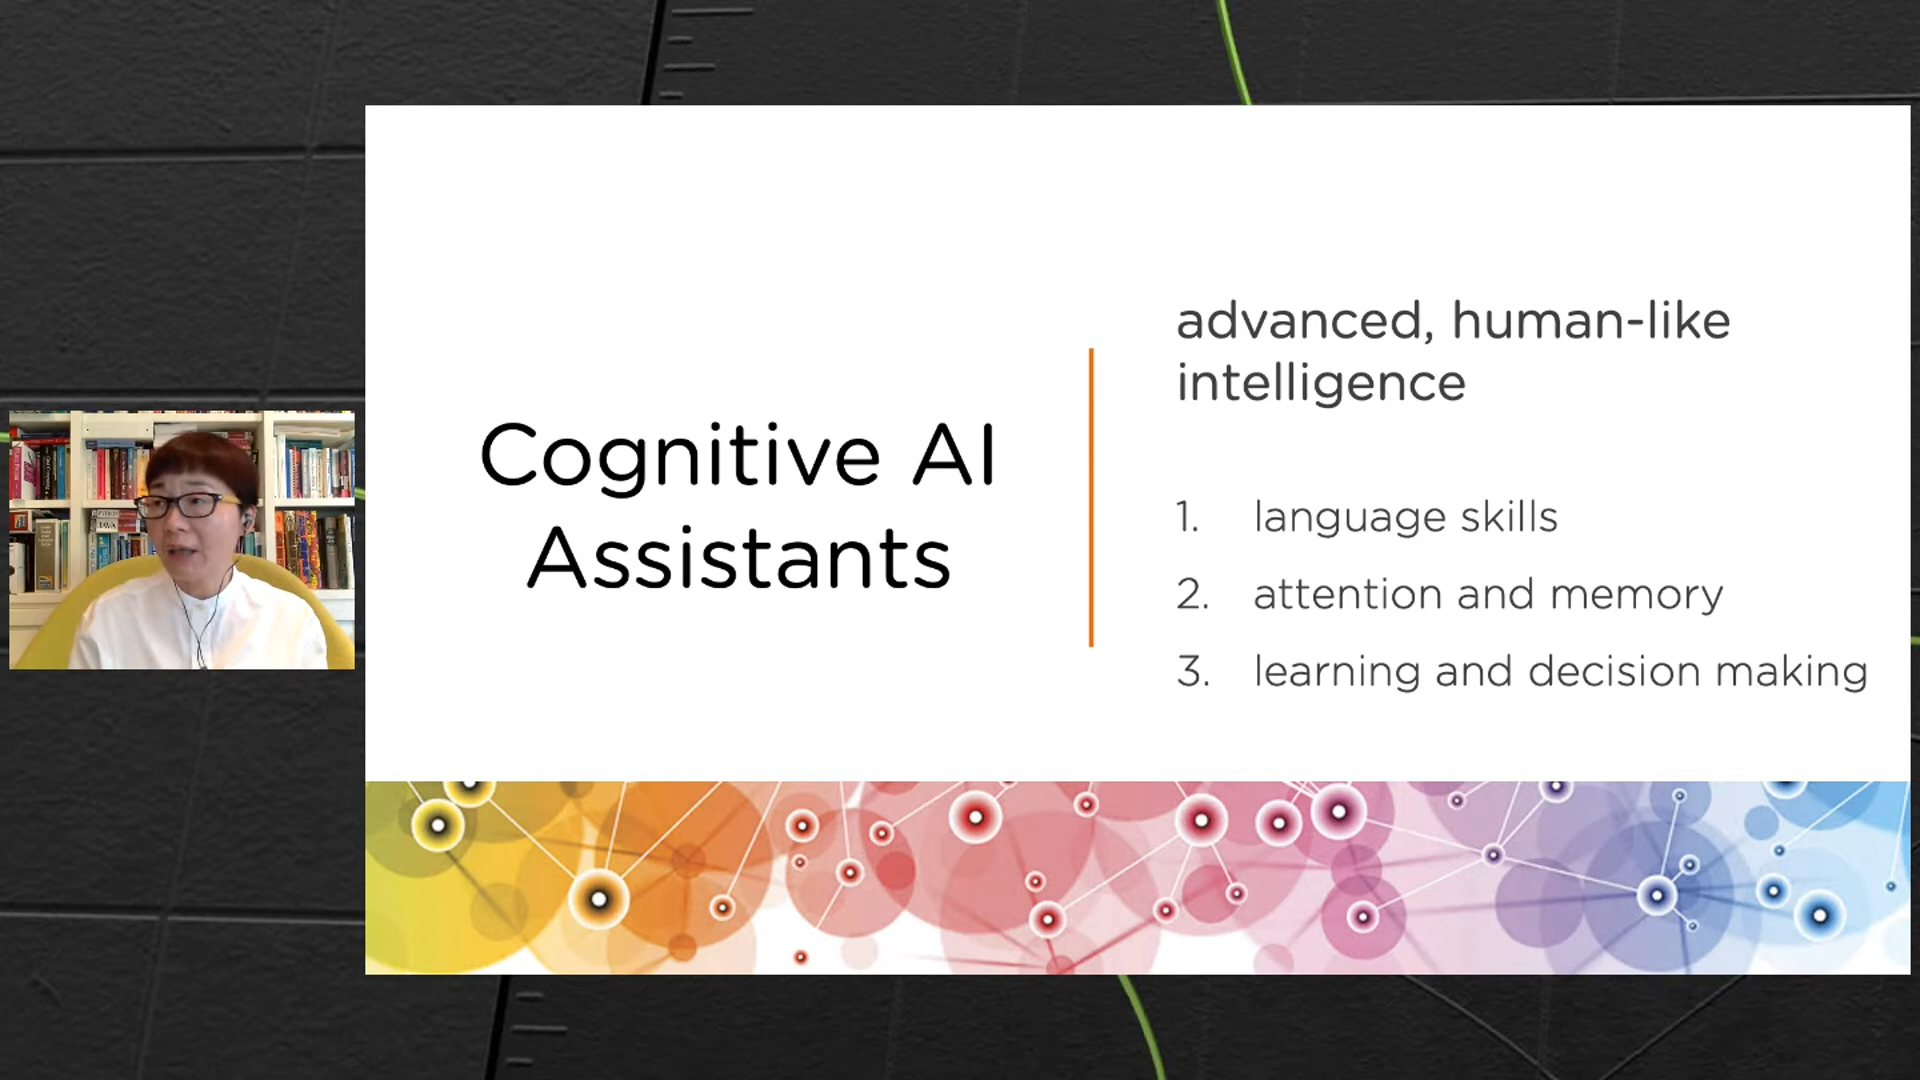 Cognitive AI
Assistants
advanced, human-like
intelligence
1. language skills
2. attention and memory
3. learning and decision making
JAVA